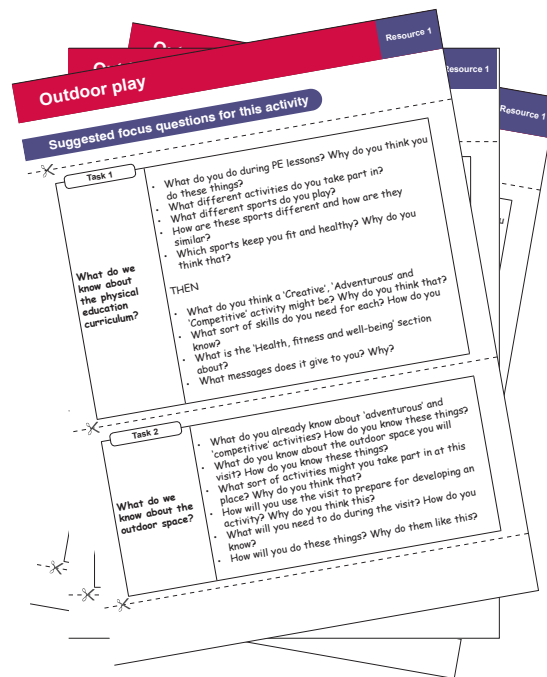 Outdoor play
Resource 1
Resource 1
Resource 1
Suggested focus questions for this activity
Task 1
What do we
know about
the physical
education
curriculum?
• What do you do during PE lessons? Why do you think you
do these things?
• What different activities do you take part in?
• What different sports do you play?
• How are these sports different and how are they
similar?
• Which sports keep you fit and healthy? Why do you
think that?
THEN
• What do you think a ‘Creative’, ‘Adventurous’ and
‘Competitive’ activity might be? Why do you think that?
• What sort of skills do you need for each? How do you
know?
• What is the ‘Health, fitness and well-being’ section
about?
• What messages does it give to you? Why?
Task 2
What do we
know about the
outdoor space?
• What do you already know about ‘adventurous’ and
‘competitive’ activities? How do you know these things?
• What do you know about the outdoor space you will
visit? How do you know these things?
• What sort of activities might you take part in at this
place? Why do you think that?
• How will you use the visit to prepare for developing an
activity? Why do you think this?
• What will you need to do during the visit? How do you
know?
• How will you do these things? Why do them like this?